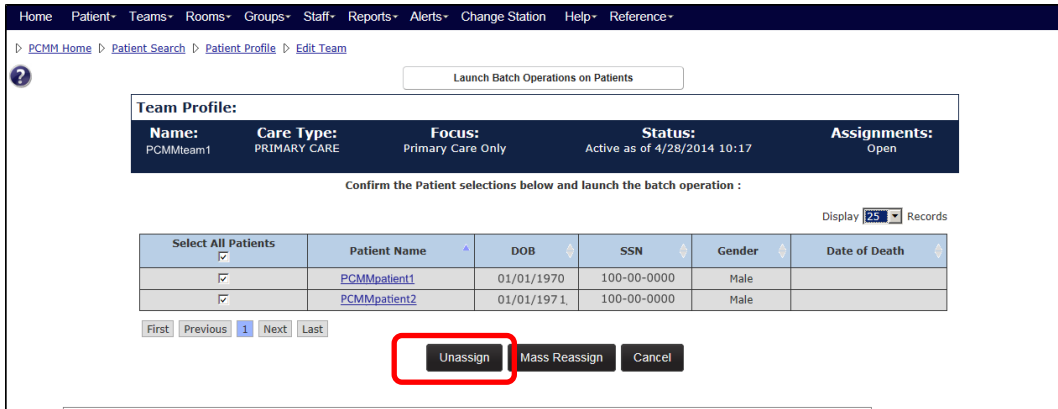 Home Patient Teams Rooms Groups Staff Reports Alerts Change Station Help Reference
PCMM Home Patient Search Patient Profile Edit Team
?
Launch Batch Operations on Patients
Team Profile:
Name: Care Type: Focus: Status: Assignments:
PCMMteam1 PRIMARY CARE Primary Care Only Active as of 4/28/2014 10:17 Open
Confirm the Patient selections below and launch the batch operation :
Display 25 Records
Select All Patients Patient Name DOB SSN Gender Date of Death
PCMMpatient1 01/01/1970 100-00-0000 Male
PCMMpatient2 01/01/1971, 100-00-0000 Male
First Previous 1 Next Last
Unassign Mass Reassign Cancel